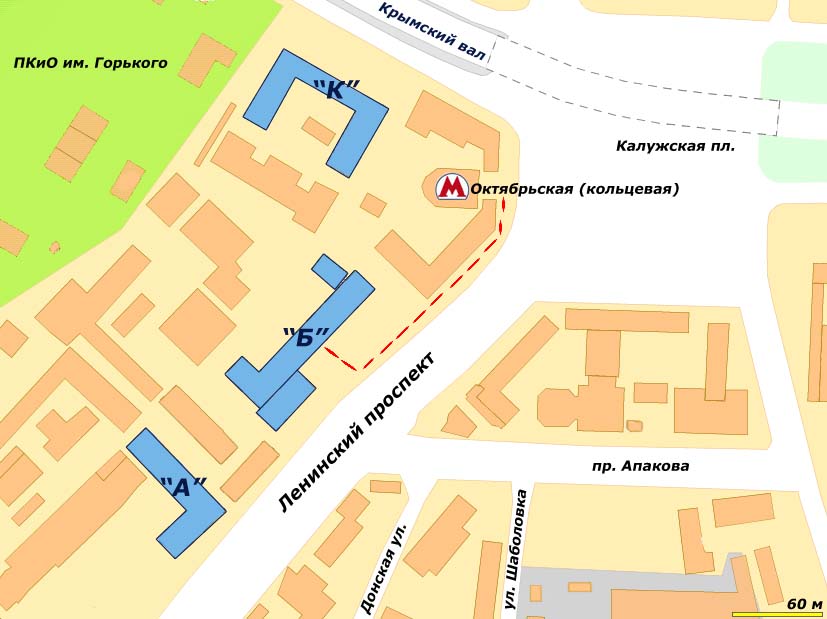 Крымский вал
ПКиО им. Горького
“К”
Калужская пл.
М Октябрьская (кольцевая)
“Б”
Ленинский проспект
пр. Апакова
“А”
Донская ул.
ул. Шаболовка
60 м